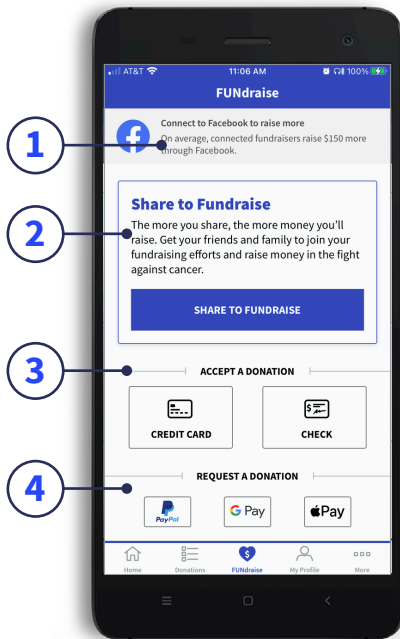 AT&T 11:06 AM 100%
FUNdraise
Connect to Facebook to raise more
On average, connected fundraisers raise $150 more
through Facebook.
1
Share to Fundraise
The more you share, the more money you'll
raise. Get your friends and family to join your
fundraising efforts and raise money in the fight
against cancer.
2
SHARE TO FUNDRAISE
3
ACCEPT A DONATION
CREDIT CARD
CHECK
REQUEST A DONATION
4
PayPal
G Pay
Pay
Home
Donations
FUNdraise
My Profile
More